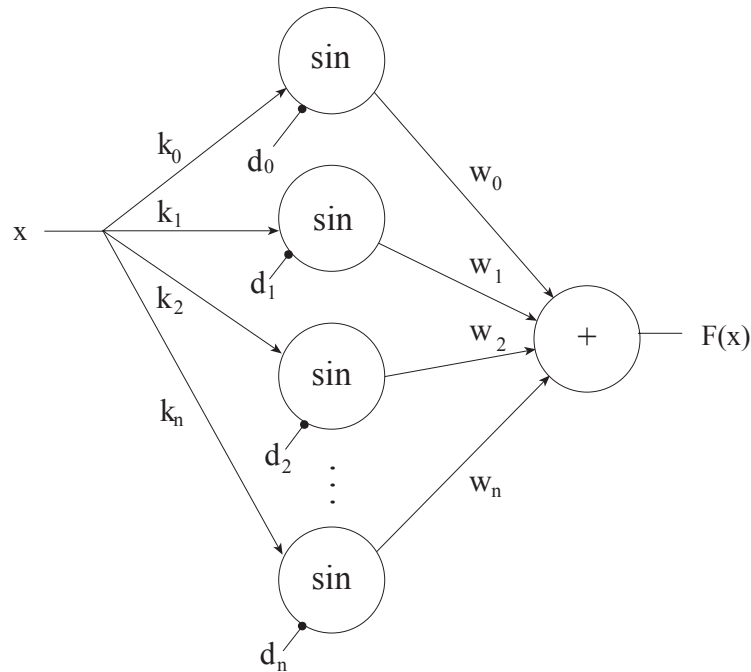 sin
k₀
d₀
w₀
x
k₁
sin
d₁
w₁
k₂
sin
d₂
w₂
+
F(x)
kₙ
⋮
wₙ
sin
dₙ